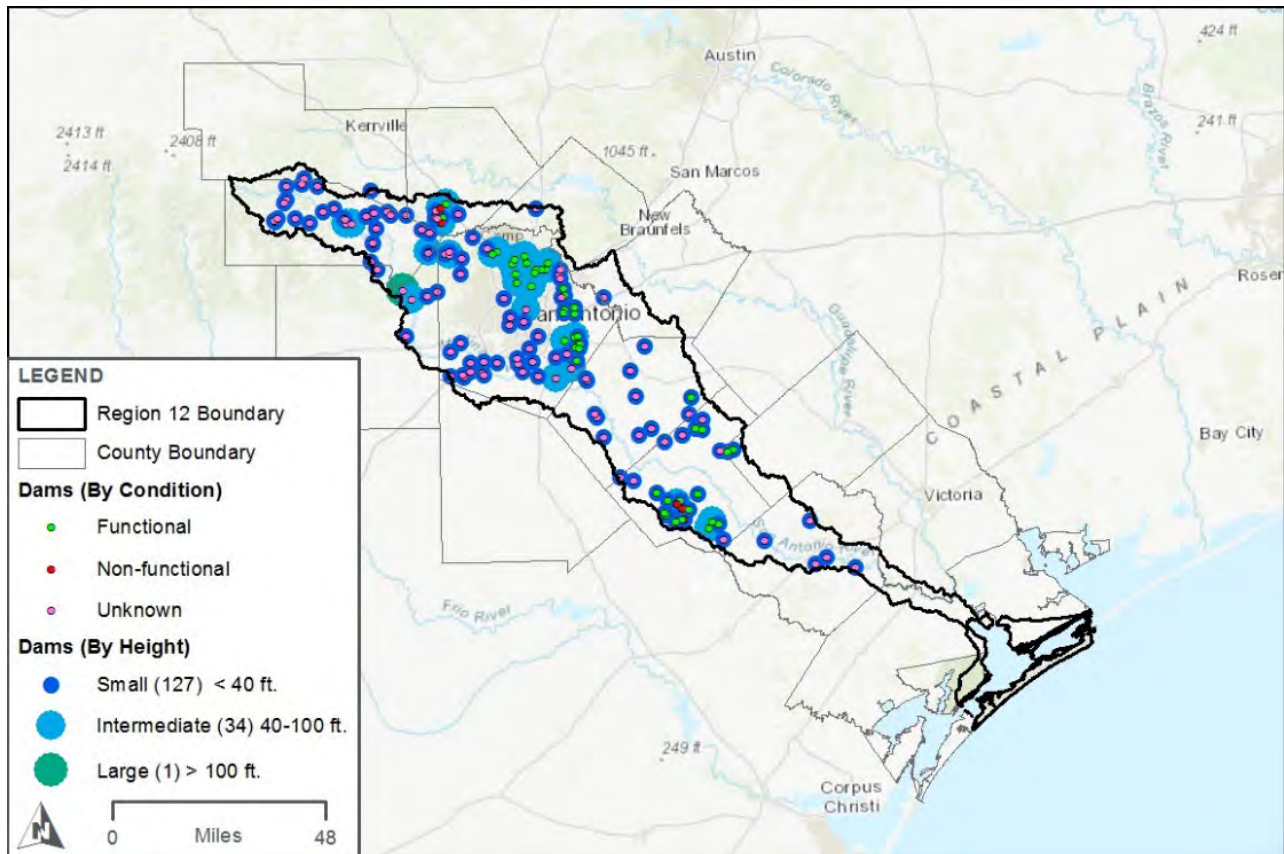 424 ft
Austin
Colorado River
Brazos River
Kerrville
2413 ft
2408 ft
241 ft
2414 ft
1045 ft
San Marcos
New
Braunfels
Camp
San Antonio
Guadalupe River
COASTAL PLAIN
Rosen
Bay City
Victoria
San Antonio River
Frio River
249 ft
Corpus
Christi
LEGEND
Region 12 Boundary
County Boundary
Dams (By Condition)
Functional
Non-functional
Unknown
Dams (By Height)
Small (127) < 40 ft.
Intermediate (34) 40-100 ft.
Large (1) > 100 ft.
N
0 Miles 48